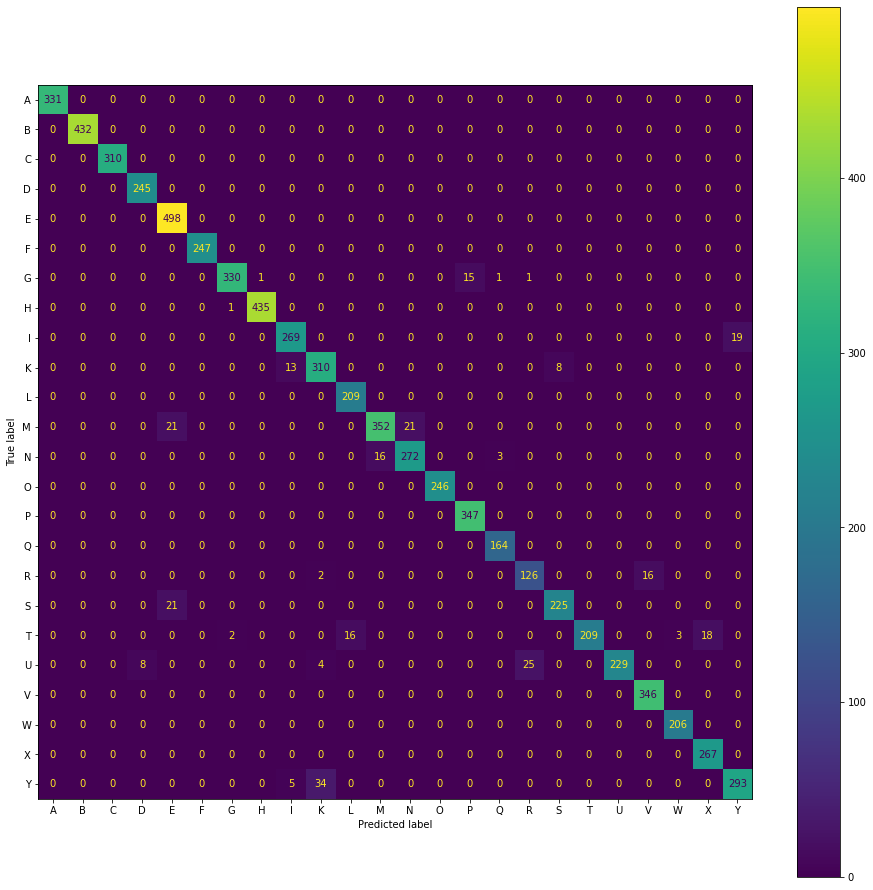 A 331 0 0 0 0 0 0 0 0 0 0 0 0 0 0 0 0 0 0 0 0 0 0 0
B 0 432 0 0 0 0 0 0 0 0 0 0 0 0 0 0 0 0 0 0 0 0 0 0
C 0 0 310 0 0 0 0 0 0 0 0 0 0 0 0 0 0 0 0 0 0 0 0 0
400
D 0 0 0 245 0 0 0 0 0 0 0 0 0 0 0 0 0 0 0 0 0 0 0 0
E 0 0 0 0 498 0 0 0 0 0 0 0 0 0 0 0 0 0 0 0 0 0 0 0
F 0 0 0 0 0 247 0 0 0 0 0 0 0 0 0 0 0 0 0 0 0 0 0 0
G 0 0 0 0 0 0 330 1 0 0 0 0 0 0 15 1 1 0 0 0 0 0 0 0
H 0 0 0 0 0 0 1 435 0 0 0 0 0 0 0 0 0 0 0 0 0 0 0 0
I 0 0 0 0 0 0 0 0 269 0 0 0 0 0 0 0 0 0 0 0 0 0 0 19
300
K 0 0 0 0 0 0 0 0 13 310 0 0 0 0 0 0 0 8 0 0 0 0 0 0
L 0 0 0 0 0 0 0 0 0 0 209 0 0 0 0 0 0 0 0 0 0 0 0 0
M 0 0 0 0 21 0 0 0 0 0 0 352 21 0 0 0 0 0 0 0 0 0 0 0
True label
N 0 0 0 0 0 0 0 0 0 0 0 16 272 0 0 3 0 0 0 0 0 0 0 0
O 0 0 0 0 0 0 0 0 0 0 0 0 0 246 0 0 0 0 0 0 0 0 0 0
P 0 0 0 0 0 0 0 0 0 0 0 0 0 0 347 0 0 0 0 0 0 0 0 0
200
Q 0 0 0 0 0 0 0 0 0 0 0 0 0 0 0 164 0 0 0 0 0 0 0 0
R 0 0 0 0 0 0 0 0 0 2 0 0 0 0 0 0 126 0 0 0 16 0 0 0
S 0 0 0 0 21 0 0 0 0 0 0 0 0 0 0 0 0 225 0 0 0 0 0 0
T 0 0 0 0 0 0 2 0 0 0 16 0 0 0 0 0 0 0 209 0 0 3 18 0
U 0 0 0 8 0 0 0 0 0 4 0 0 0 0 0 0 25 0 0 229 0 0 0 0
V 0 0 0 0 0 0 0 0 0 0 0 0 0 0 0 0 0 0 0 0 346 0 0 0
100
W 0 0 0 0 0 0 0 0 0 0 0 0 0 0 0 0 0 0 0 0 0 206 0 0
X 0 0 0 0 0 0 0 0 0 0 0 0 0 0 0 0 0 0 0 0 0 0 267 0
Y 0 0 0 0 0 0 0 0 5 34 0 0 0 0 0 0 0 0 0 0 0 0 0 293
A B C D E F G H I K L M N O P Q R S T U V W X Y
Predicted label
0